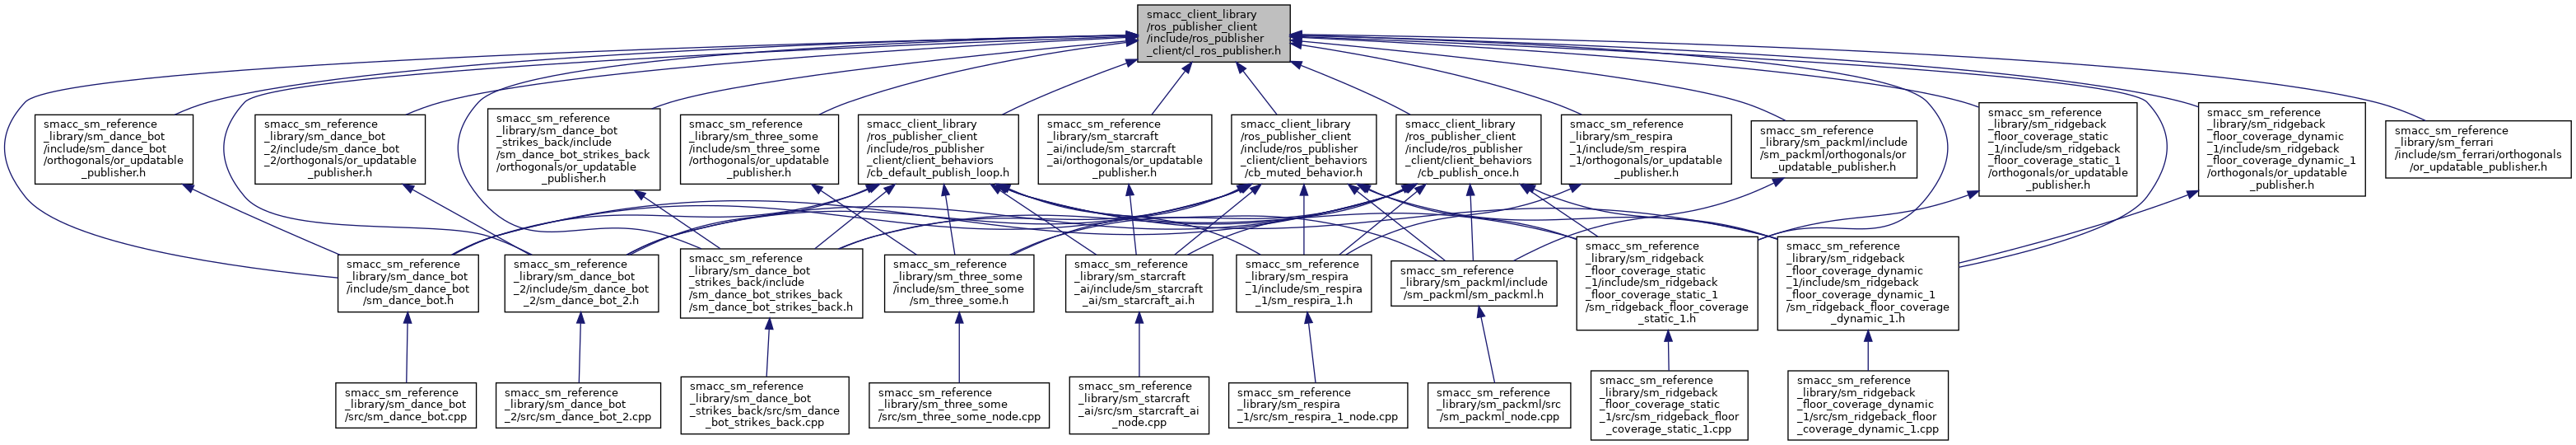 smacc_client_library
/ros_publisher_client
/include/ros_publisher
_client/cl_ros_publisher.h
smacc_sm_reference
_library/sm_dance_bot
/include/sm_dance_bot
/orthogonals/or_updatable
_publisher.h
smacc_sm_reference
_library/sm_dance_bot
_2/include/sm_dance_bot
_2/orthogonals/or_updatable
_publisher.h
smacc_sm_reference
_library/sm_dance_bot
_strikes_back/include
/sm_dance_bot_strikes_back
/orthogonals/or_updatable
_publisher.h
smacc_sm_reference
_library/sm_three_some
/include/sm_three_some
/orthogonals/or_updatable
_publisher.h
smacc_client_library
/ros_publisher_client
/include/ros_publisher
_client/client_behaviors
/cb_default_publish_loop.h
smacc_sm_reference
_library/sm_starcraft
_ai/include/sm_starcraft
_ai/orthogonals/or_updatable
_publisher.h
smacc_client_library
/ros_publisher_client
/include/ros_publisher
_client/client_behaviors
/cb_muted_behavior.h
smacc_client_library
/ros_publisher_client
/include/ros_publisher
_client/client_behaviors
/cb_publish_once.h
smacc_sm_reference
_library/sm_respira
_1/include/sm_respira
_1/orthogonals/or_updatable
_publisher.h
smacc_sm_reference
_library/sm_packml/include
/sm_packml/orthogonals/or
_updatable_publisher.h
smacc_sm_reference
_library/sm_ridgeback
_floor_coverage_static
_1/include/sm_ridgeback
_floor_coverage_static_1
/orthogonals/or_updatable
_publisher.h
smacc_sm_reference
_library/sm_ridgeback
_floor_coverage_dynamic
_1/include/sm_ridgeback
_floor_coverage_dynamic_1
/orthogonals/or_updatable
_publisher.h
smacc_sm_reference
_library/sm_ferrari
/include/sm_ferrari/orthogonals
/or_updatable_publisher.h
smacc_sm_reference
_library/sm_dance_bot
/include/sm_dance_bot
/sm_dance_bot.h
smacc_sm_reference
_library/sm_dance_bot
_2/include/sm_dance_bot
_2/sm_dance_bot_2.h
smacc_sm_reference
_library/sm_dance_bot
_strikes_back/include
/sm_dance_bot_strikes_back
/sm_dance_bot_strikes_back.h
smacc_sm_reference
_library/sm_three_some
/include/sm_three_some
/sm_three_some.h
smacc_sm_reference
_library/sm_starcraft
_ai/include/sm_starcraft
_ai/sm_starcraft_ai.h
smacc_sm_reference
_library/sm_respira
_1/include/sm_respira
_1/sm_respira_1.h
smacc_sm_reference
_library/sm_packml/include
/sm_packml/sm_packml.h
smacc_sm_reference
_library/sm_ridgeback
_floor_coverage_static
_1/include/sm_ridgeback
_floor_coverage_static_1
/sm_ridgeback_floor_coverage
_static_1.h
smacc_sm_reference
_library/sm_ridgeback
_floor_coverage_dynamic
_1/include/sm_ridgeback
_floor_coverage_dynamic_1
/sm_ridgeback_floor_coverage
_dynamic_1.h
smacc_sm_reference
_library/sm_dance_bot
/src/sm_dance_bot.cpp
smacc_sm_reference
_library/sm_dance_bot
_2/src/sm_dance_bot_2.cpp
smacc_sm_reference
_library/sm_dance_bot
_strikes_back/src/sm_dance
_bot_strikes_back.cpp
smacc_sm_reference
_library/sm_three_some
/src/sm_three_some_node.cpp
smacc_sm_reference
_library/sm_starcraft
_ai/src/sm_starcraft_ai
_node.cpp
smacc_sm_reference
_library/sm_respira
_1/src/sm_respira_1_node.cpp
smacc_sm_reference
_library/sm_packml/src
/sm_packml_node.cpp
smacc_sm_reference
_library/sm_ridgeback
_floor_coverage_static
_1/src/sm_ridgeback_floor
_coverage_static_1.cpp
smacc_sm_reference
_library/sm_ridgeback
_floor_coverage_dynamic
_1/src/sm_ridgeback_floor
_coverage_dynamic_1.cpp